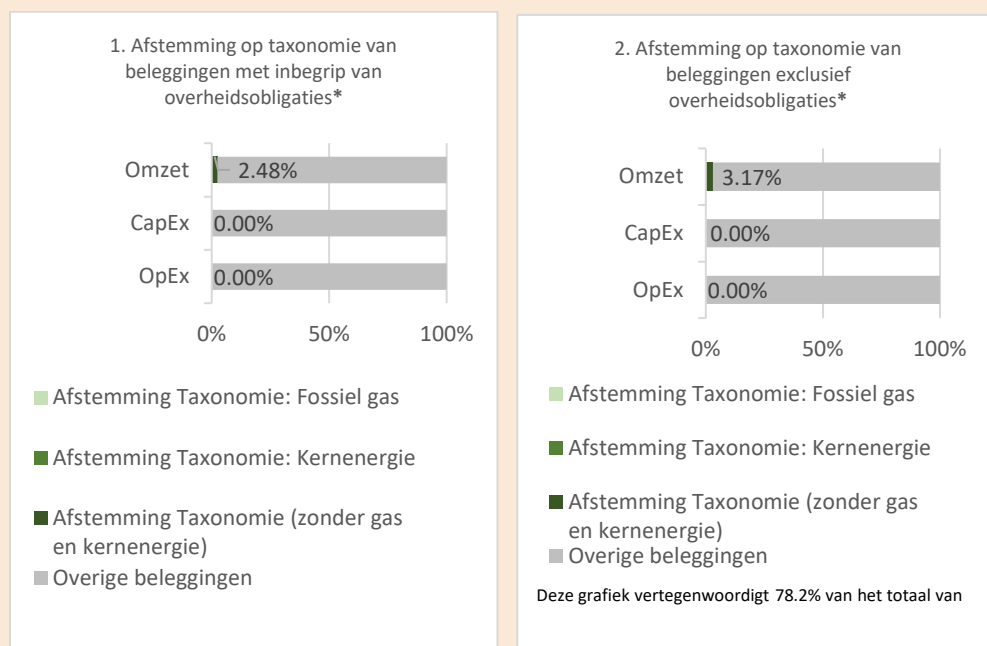 1. Afstemming op taxonomie van
beleggingen met inbegrip van
overheidsobligaties*
Omzet
2.48%
CapEx
0.00%
OpEx
0.00%
0%
50%
100%
Afstemming Taxonomie: Fossiel gas
Afstemming Taxonomie: Kernenergie
Afstemming Taxonomie (zonder gas
en kernenergie)
Overige beleggingen
2. Afstemming op taxonomie van
beleggingen exclusief
overheidsobligaties*
Omzet
3.17%
CapEx
0.00%
OpEx
0.00%
0%
50%
100%
Afstemming Taxonomie: Fossiel gas
Afstemming Taxonomie: Kernenergie
Afstemming Taxonomie (zonder gas
en kernenergie)
Overige beleggingen
Deze grafiek vertegenwoordigt 78.2% van het totaal van